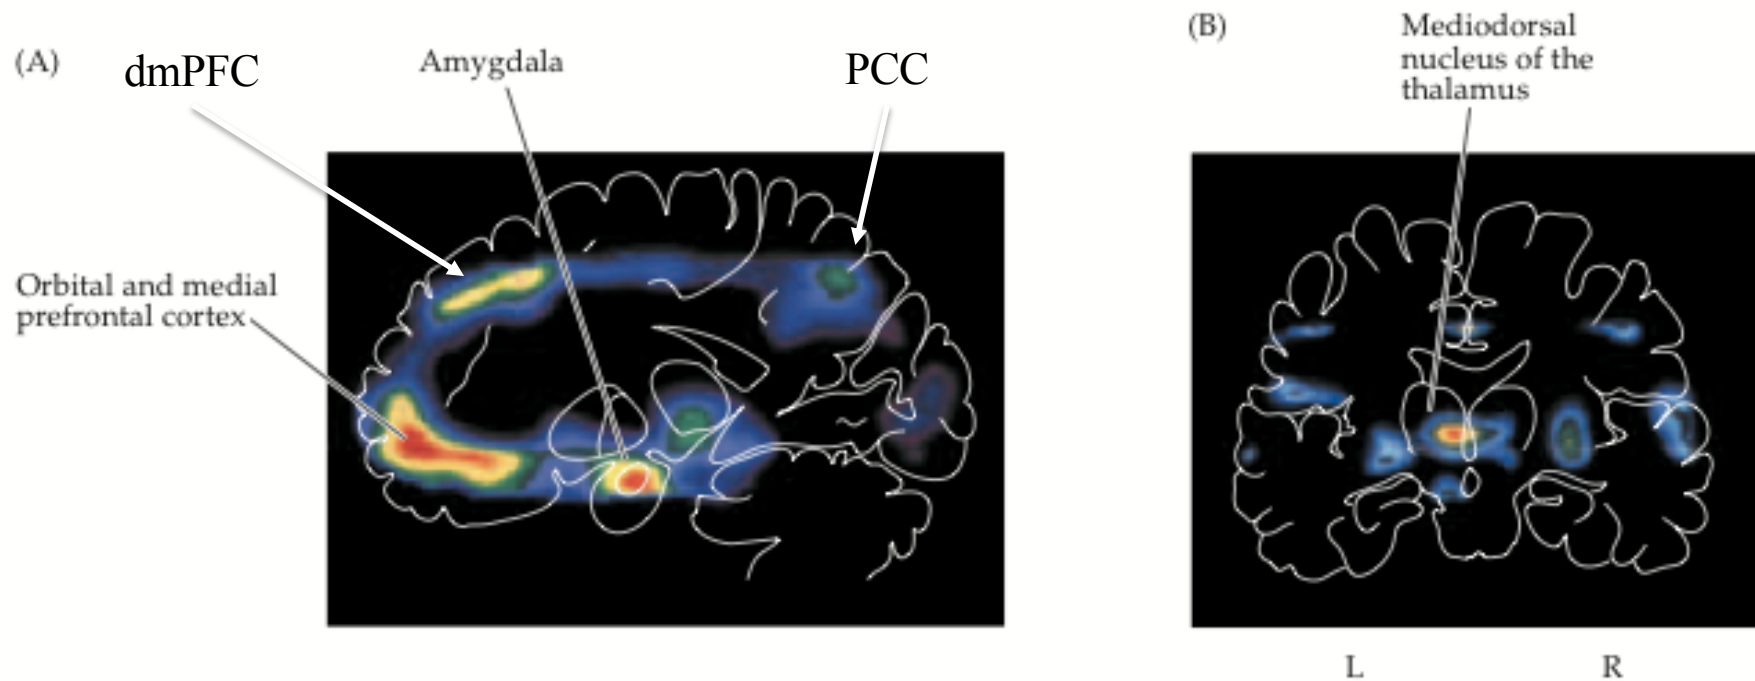 (A)
dmPFC
Amygdala
PCC
Orbital and medial
prefrontal cortex
(B)
Mediodorsal
nucleus of the
thalamus
L
R